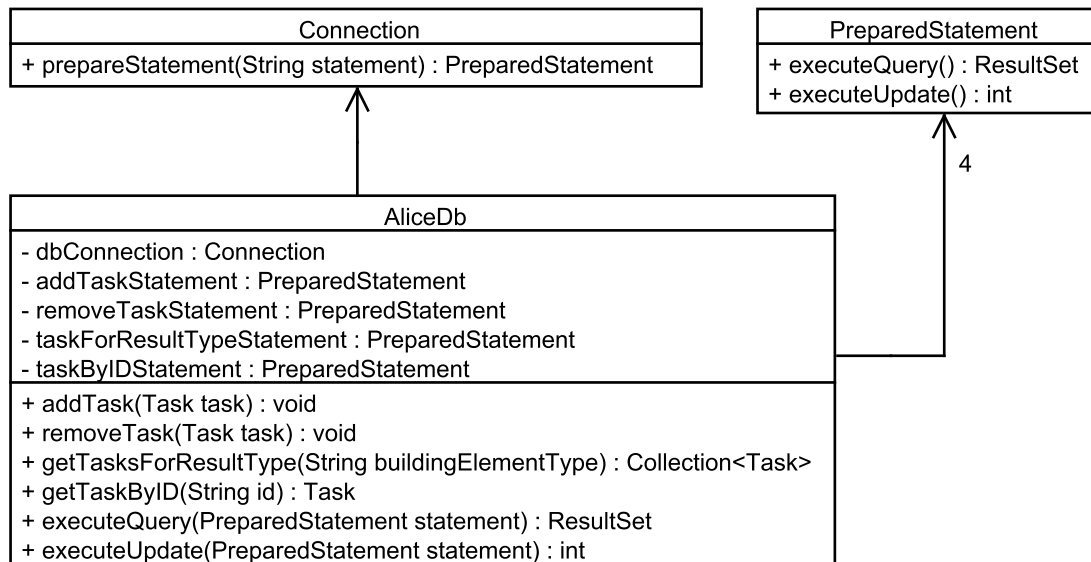 Connection
+ prepareStatement(String statement) : PreparedStatement
PreparedStatement
+ executeQuery() : ResultSet
+ executeUpdate() : int
4
AliceDb
- dbConnection : Connection
- addTaskStatement : PreparedStatement
- removeTaskStatement : PreparedStatement
- taskForResultTypeStatement : PreparedStatement
- taskByIDStatement : PreparedStatement
+ addTask(Task task) : void
+ removeTask(Task task) : void
+ getTasksForResultType(String buildingElementType) : Collection<Task>
+ getTaskByID(String id) : Task
+ executeQuery(PreparedStatement statement) : ResultSet
+ executeUpdate(PreparedStatement statement) : int